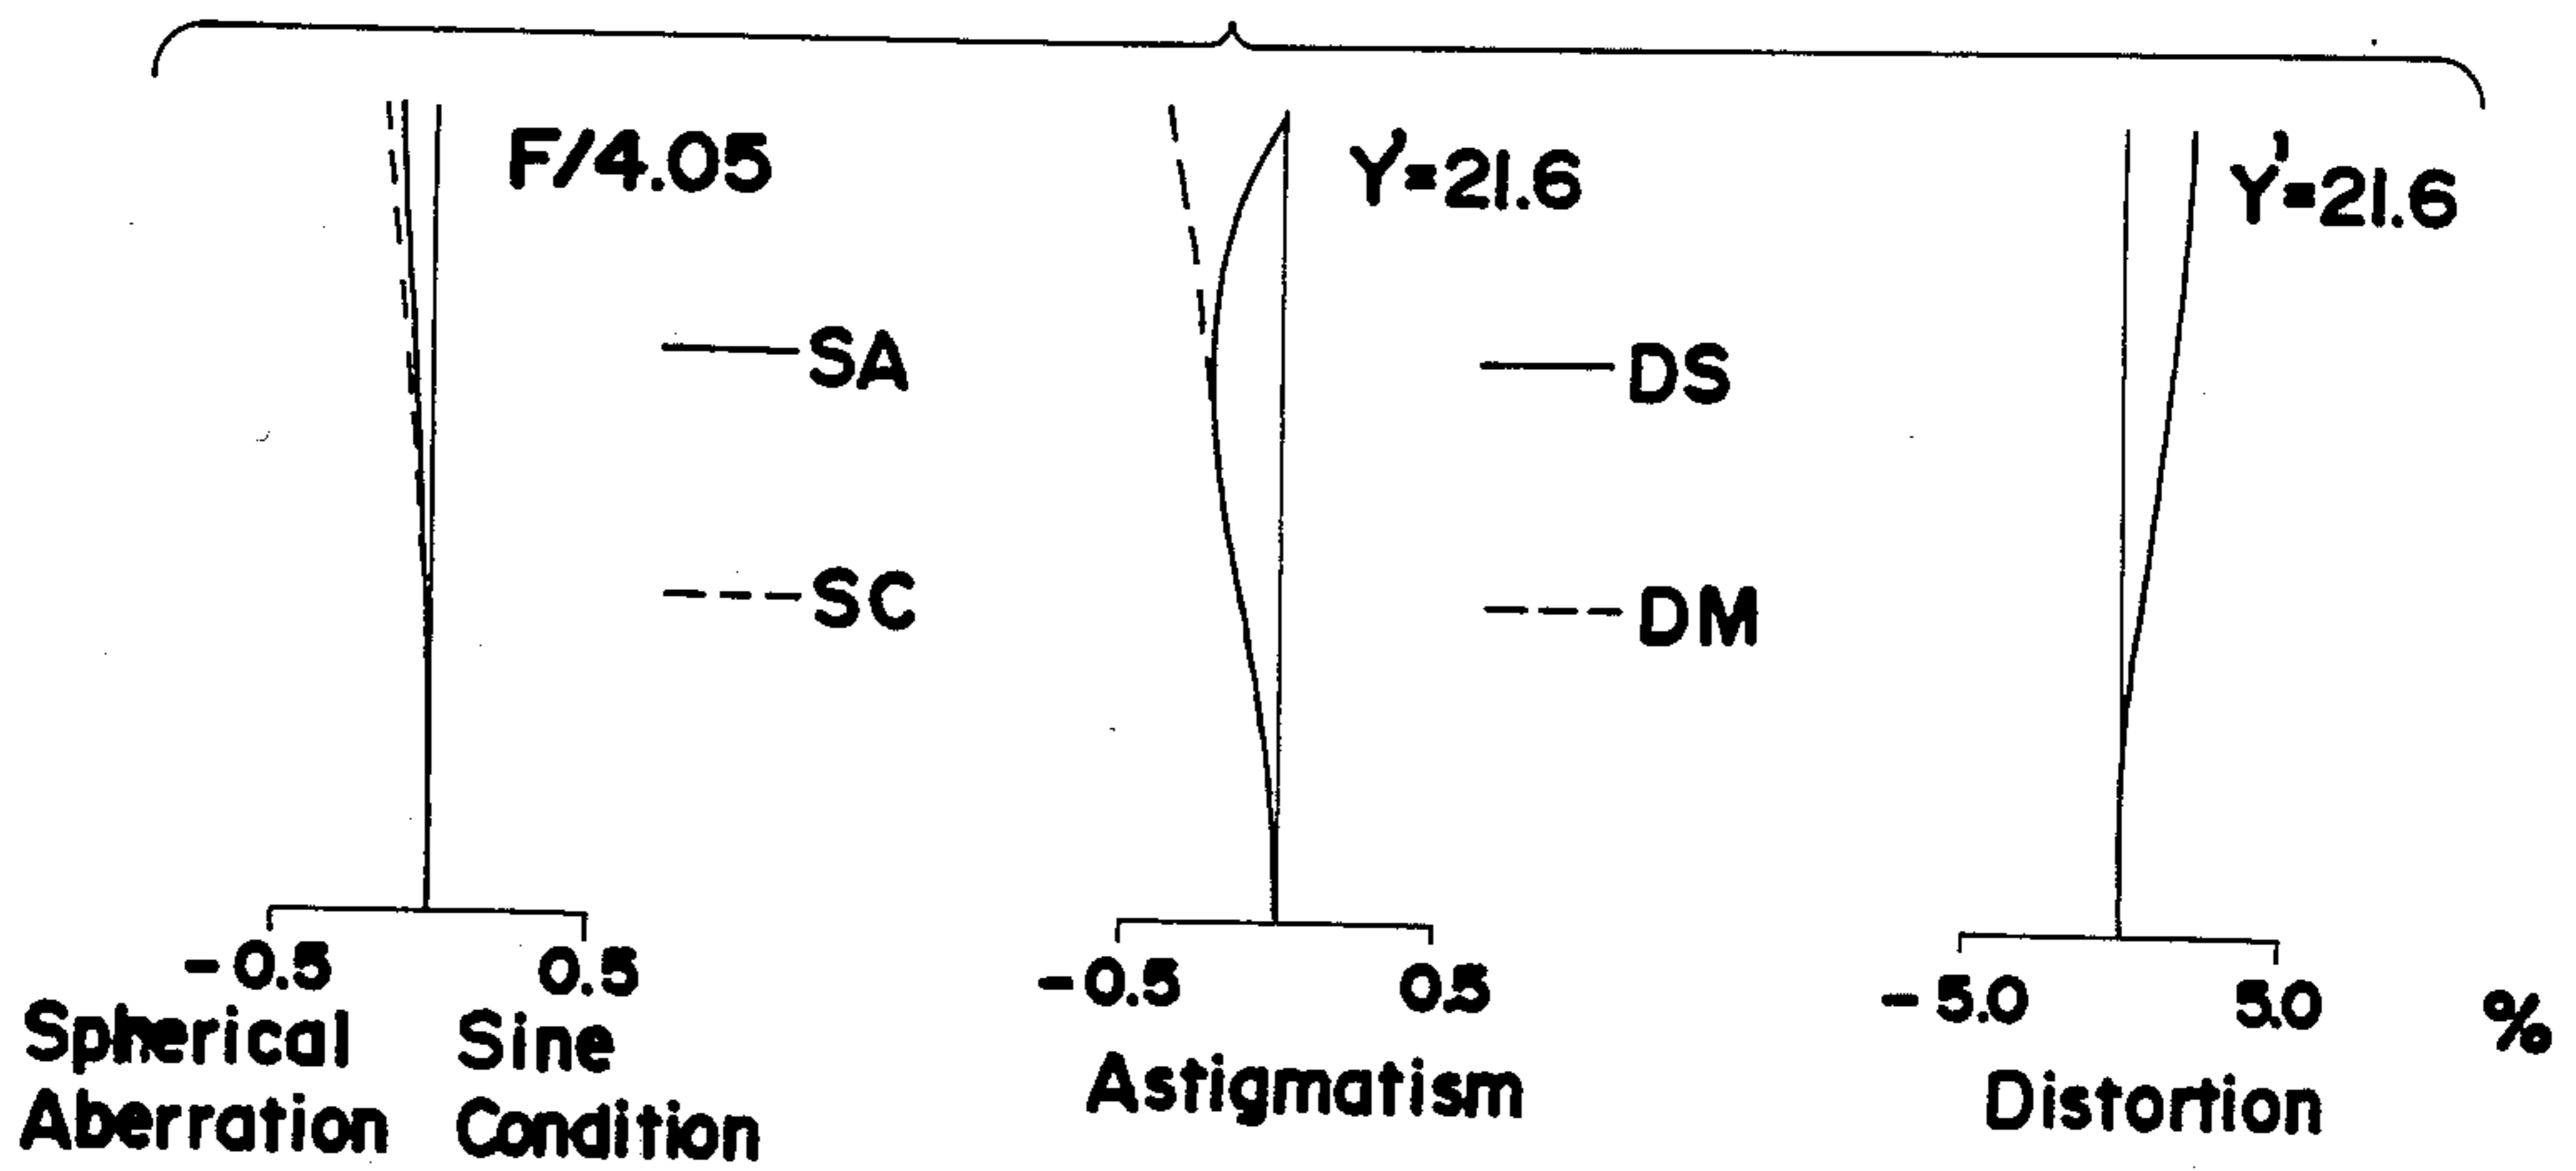 F/4.05
SA
SC
-0.5 0.5
Spherical Aberration
Sine Condition
Y'=21.6
DS
DM
-0.5 0.5
Astigmatism
Y'=21.6
-5.0 5.0 %
Distortion